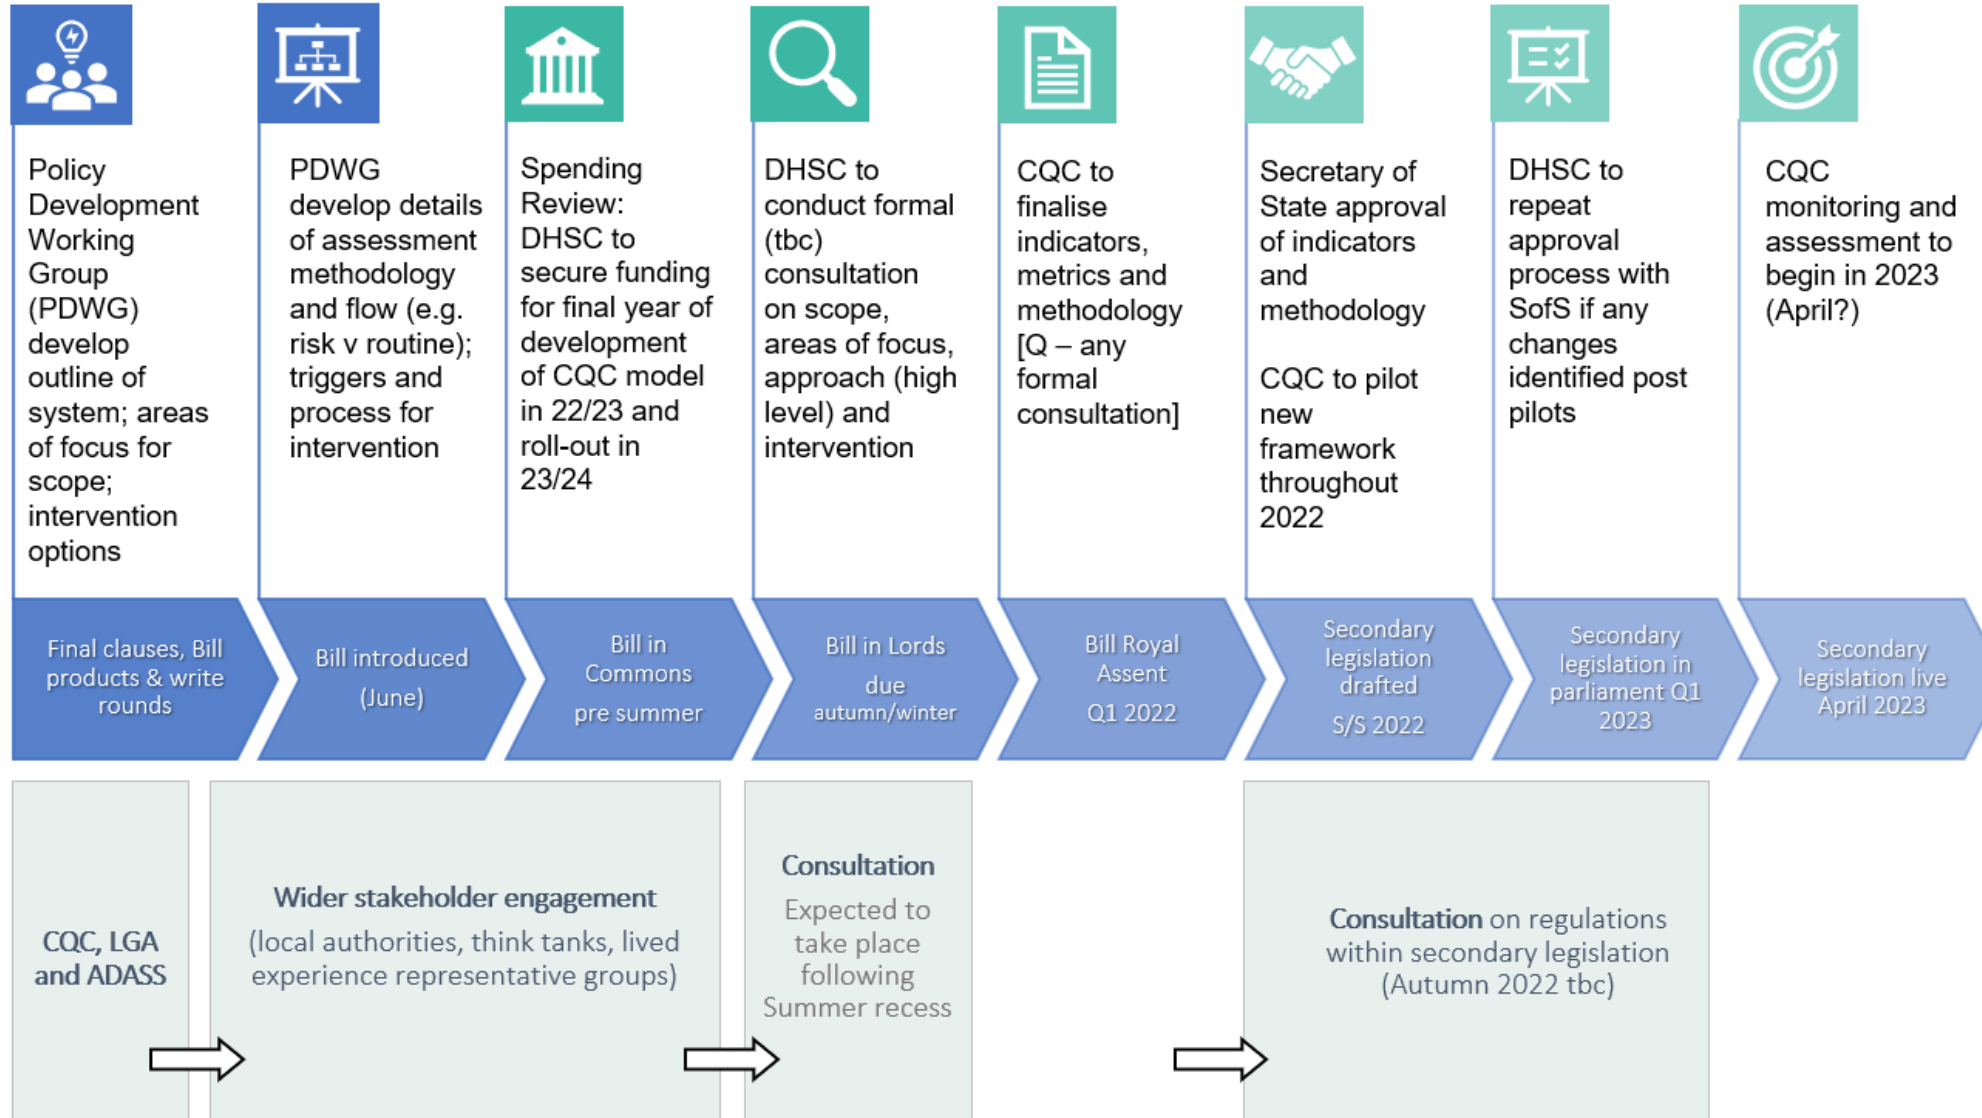 Policy
Development
Working
Group
(PDWG)
develop
outline of
system; areas
of focus for
scope;
intervention
options
PDWG
develop details
of assessment
methodology
and flow (e.g.
risk v routine);
triggers and
process for
intervention
Spending
Review:
DHSC to
secure funding
for final year of
development
of CQC model
in 22/23 and
roll-out in
23/24
DHSC to
conduct formal
(tbc)
consultation
on scope,
areas of focus,
approach (high
level) and
intervention
CQC to
finalise
indicators,
metrics and
methodology
[Q – any
formal
consultation]
Secretary of
State approval
of indicators
and
methodology
CQC to pilot
new
framework
throughout
2022
DHSC to
repeat
approval
process with
SofS if any
changes
identified post
pilots
CQC
monitoring and
assessment to
begin in 2023
(April?)
Final clauses, Bill
products & write
rounds
Bill introduced
(June)
Bill in
Commons
pre summer
Bill in Lords
due
autumn/winter
Bill Royal
Assent
Q1 2022
Secondary
legislation
drafted
S/S 2022
Secondary
legislation in
parliament Q1
2023
Secondary
legislation live
April 2023
CQC, LGA
and ADASS
Wider stakeholder engagement
(local authorities, think tanks, lived
experience representative groups)
Consultation
Expected to
take place
following
Summer recess
Consultation on regulations
within secondary legislation
(Autumn 2022 tbc)